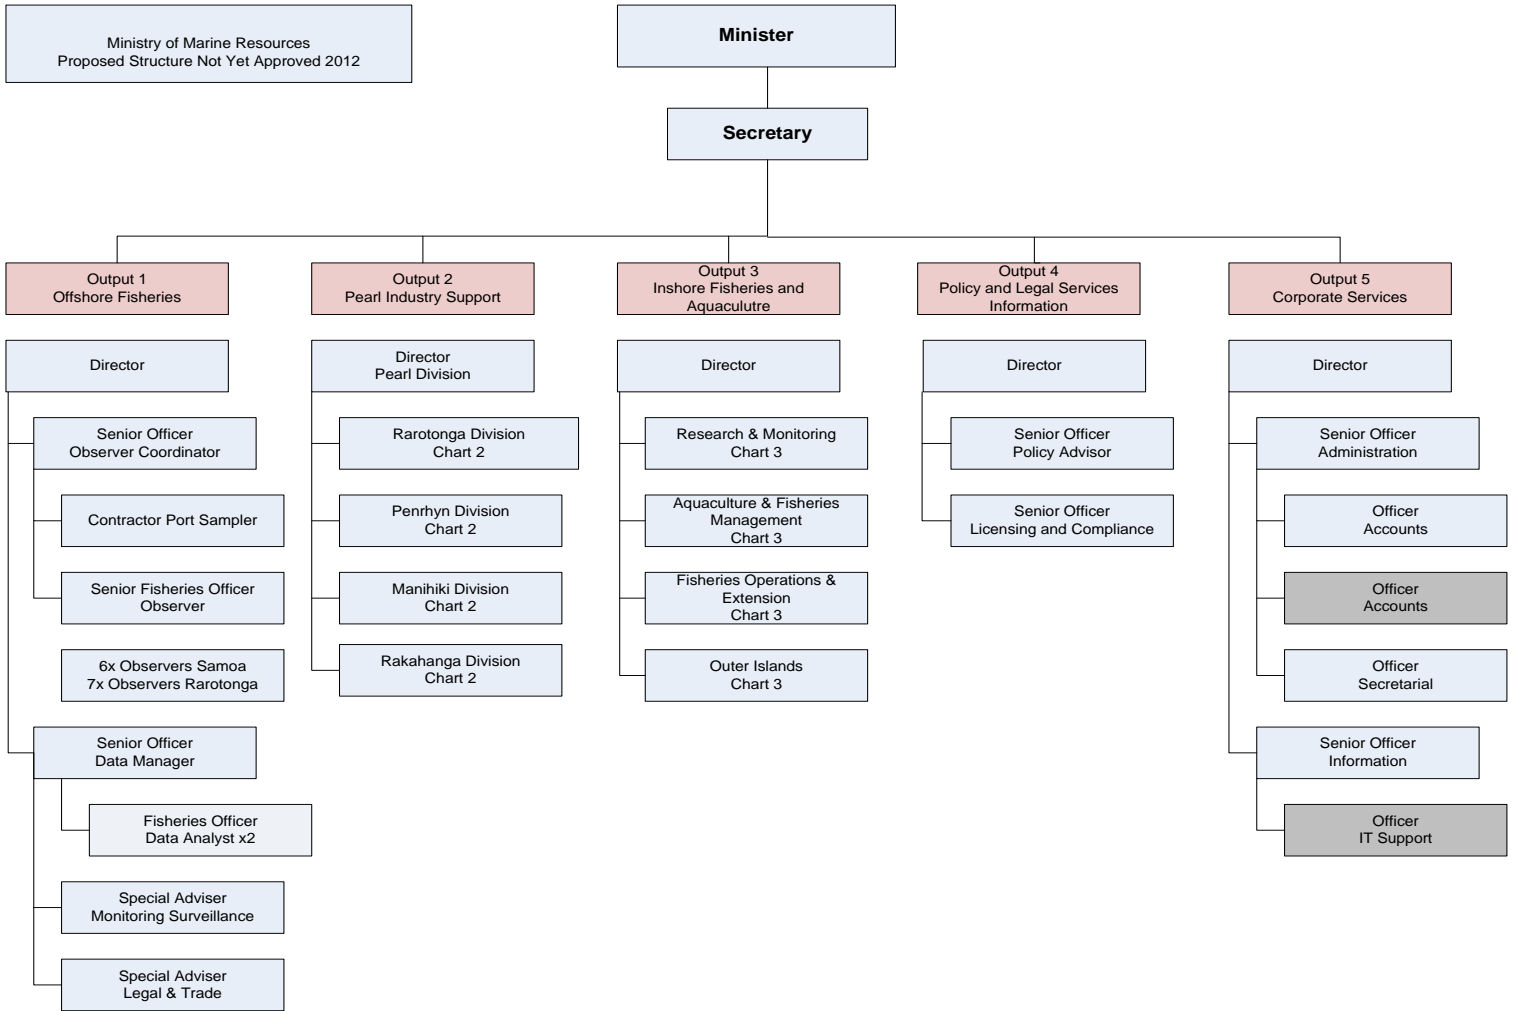 Ministry of Marine Resources
Proposed Structure Not Yet Approved 2012
Minister
Secretary
Output 1
Offshore Fisheries
Output 2
Pearl Industry Support
Output 3
Inshore Fisheries and
Aquaculutre
Output 4
Policy and Legal Services
Information
Output 5
Corporate Services
Director
Senior Officer
Observer Coordinator
Contractor Port Sampler
Senior Fisheries Officer
Observer
6x Observers Samoa
7x Observers Rarotonga
Senior Officer
Data Manager
Fisheries Officer
Data Analyst x2
Special Adviser
Monitoring Surveillance
Special Adviser
Legal & Trade
Director
Pearl Division
Rarotonga Division
Chart 2
Penrhyn Division
Chart 2
Manihiki Division
Chart 2
Rakahanga Division
Chart 2
Director
Research & Monitoring
Chart 3
Aquaculture & Fisheries
Management
Chart 3
Fisheries Operations &
Extension
Chart 3
Outer Islands
Chart 3
Director
Senior Officer
Policy Advisor
Senior Officer
Licensing and Compliance
Director
Senior Officer
Administration
Officer
Accounts
Officer
Accounts
Officer
Secretarial
Senior Officer
Information
Officer
IT Support